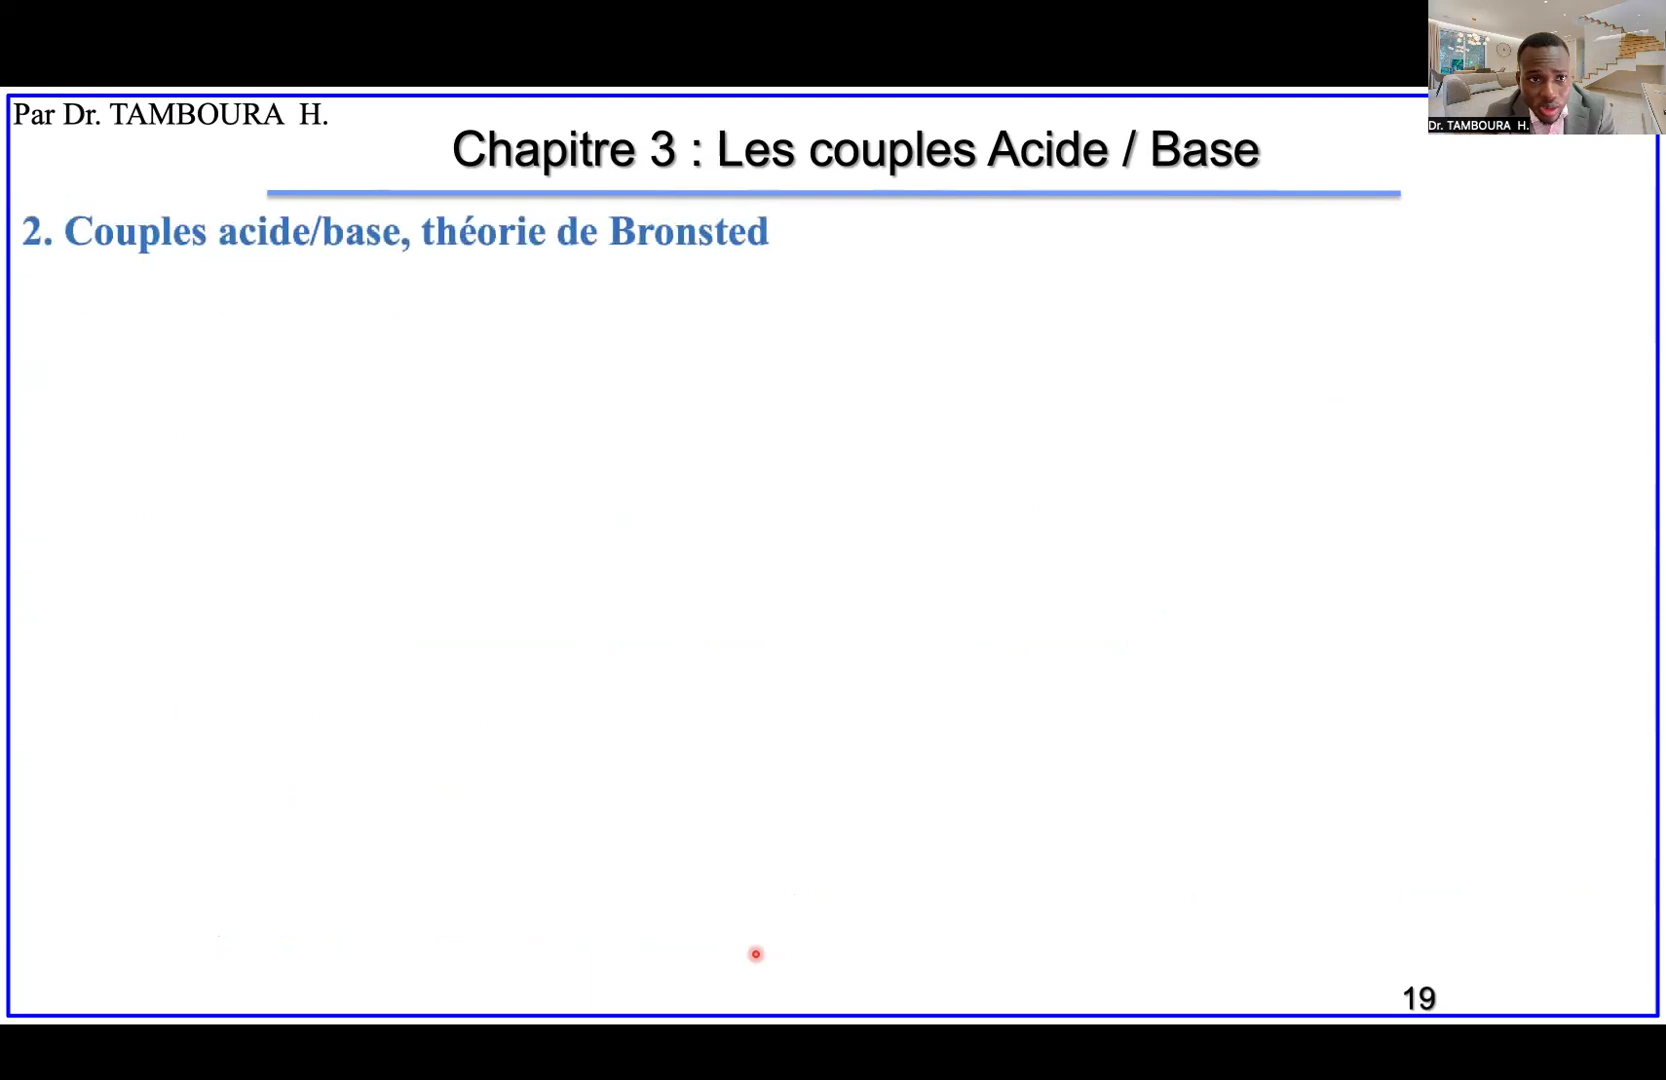 Par Dr. TAMBOURA H.
Dr. TAMBOURA H.
Chapitre 3 : Les couples Acide / Base
2. Couples acide/base, théorie de Bronsted
19